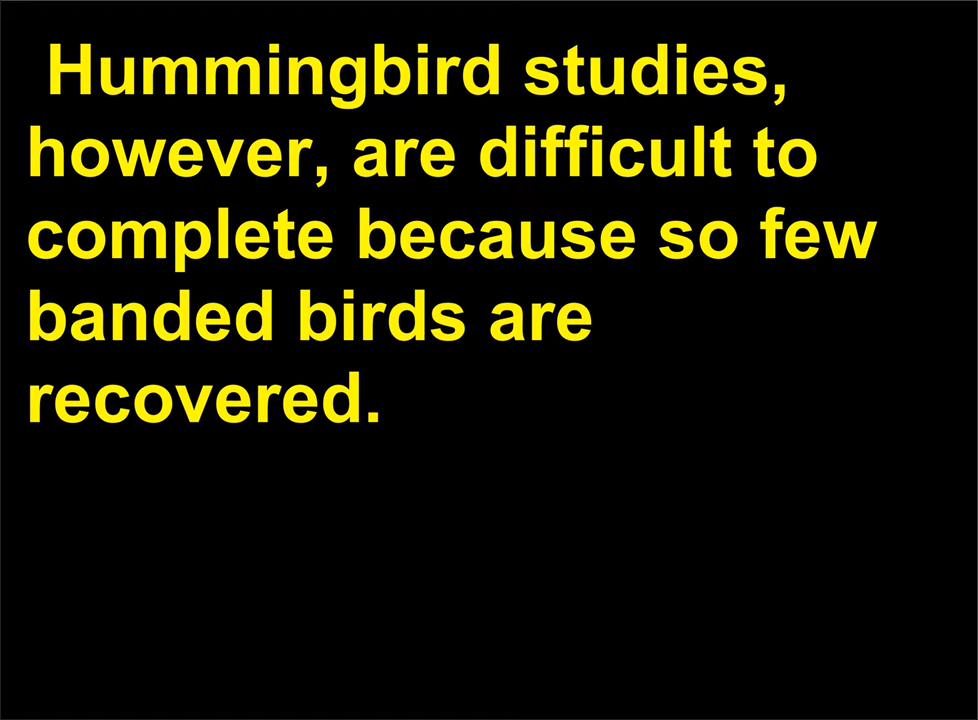 Hummingbird studies,
however, are difficult to
complete because so few
banded birds are
recovered.